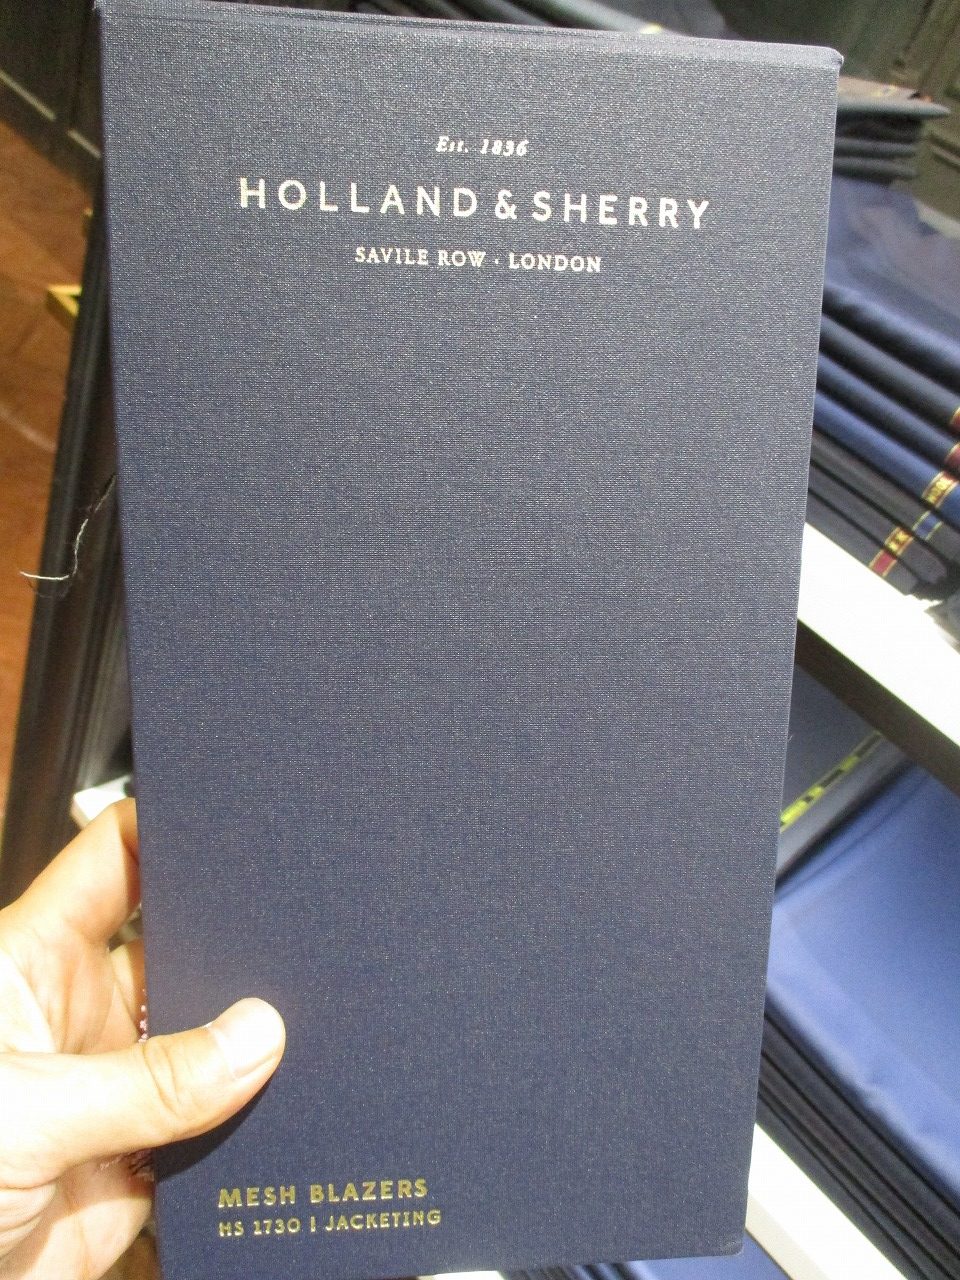 Est. 1836
HOLLAND & SHERRY
SAVILE ROW · LONDON
MESH BLAZERS
HS 1730 | JACKETING